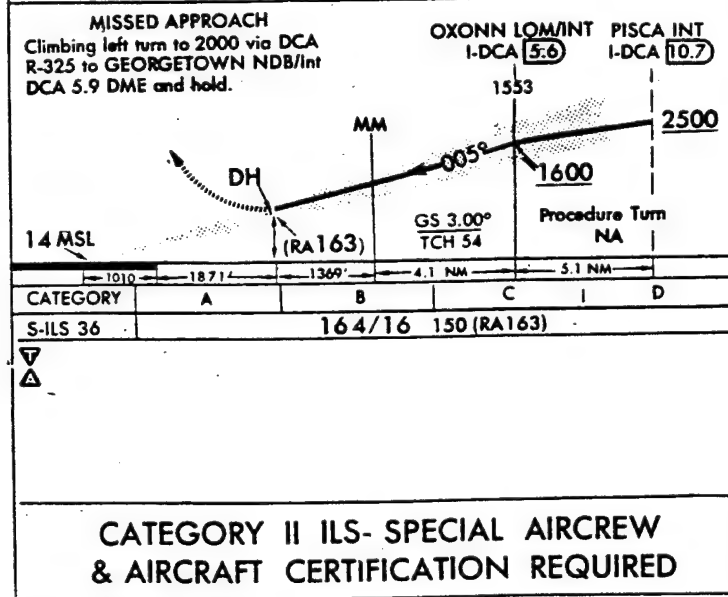 MISSED APPROACH
Climbing left turn to 2000 via DCA
R-325 to GEORGETOWN NDB/Int
DCA 5.9 DME and hold.
OXONN LOM/INT
I-DCA 5.6
PISCA INT
I-DCA 10.7
1553
MM
2500
005°
1600
DH
14 MSL
(RA163)
GS 3.00°
TCH 54
Procedure Turn
NA
1010 1871' 1369' 4.1 NM 5.1 NM
CATEGORY A B C D
S-ILS 36 164/16 150 (RA163)
T
A
CATEGORY II ILS- SPECIAL AIRCREW
& AIRCRAFT CERTIFICATION REQUIRED